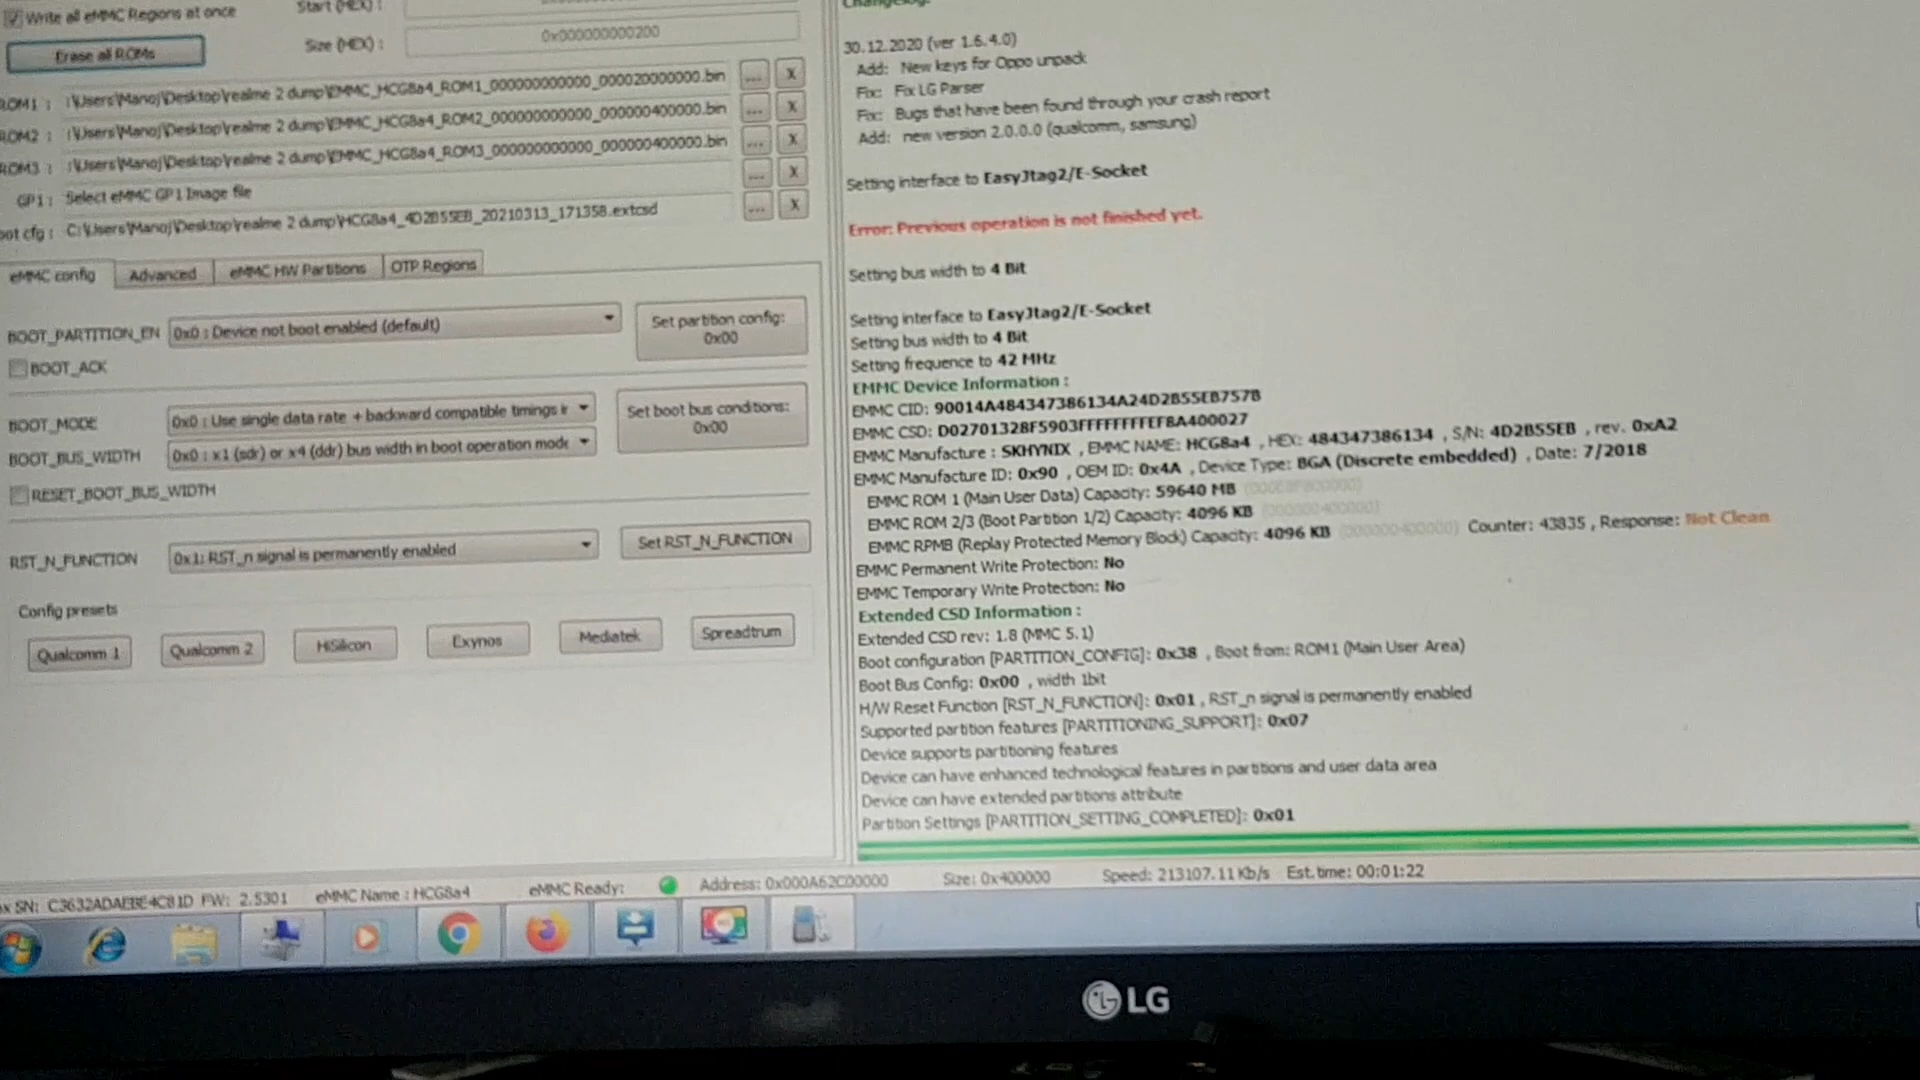 Write all eMMC Regions at once
Start (HEX) :
Size (HEX) :
0x000000000200
Erase all ROMs
ROM1 : :\Users\Manoj\Desktop\realme 2 dump\EMMC_HCG8a4_ROM1_000000000000_000020000000.bin ... X
ROM2 : :\Users\Manoj\Desktop\realme 2 dump\EMMC_HCG8a4_ROM2_000000000000_000000400000.bin ... X
ROM3 : :\Users\Manoj\Desktop\realme 2 dump\EMMC_HCG8a4_ROM3_000000000000_000000400000.bin ... X
GP1 : Select eMMC GP1 Image file ... X
oot cfg : C:\Users\Manoj\Desktop\realme 2 dump\HCG8a4_4D2B55EB_20210313_171358.extcsd ... X
eMMC config Advanced eMMC HW Partitions OTP Regions
BOOT_PARTITION_EN 0x0 : Device not boot enabled (default)
Set partition config:
0x00
BOOT_ACK
BOOT_MODE 0x0 : Use single data rate + backward compatible timings i
BOOT_BUS_WIDTH 0x0 : x1 (sdr) or x4 (ddr) bus width in boot operation mode
Set boot bus conditions:
0x00
RESET_BOOT_BUS_WIDTH
RST_N_FUNCTION 0x1: RST_n signal is permanently enabled Set RST_N_FUNCTION
Config presets
Qualcomm 1 Qualcomm 2 HiSilicon Exynos Mediatek Spreadtrum
Changelog:
30.12.2020 (ver 1.6.4.0)
Add: New keys for Oppo unpack
Fix: Fix LG Parser
Fix: Bugs that have been found through your crash report
Add: new version 2.0.0.0 (qualcomm, samsung)
Setting interface to EasyJtag2/E-Socket
Error: Previous operation is not finished yet.
Setting bus width to 4 Bit
Setting interface to EasyJtag2/E-Socket
Setting bus width to 4 Bit
Setting frequence to 42 MHz
EMMC Device Information :
EMMC CID: 90014A484347386134A24D2B55EB757B
EMMC CSD: D02701328F5903FFFFFFFFEF8A400027
EMMC Manufacture : SKHYNIX , EMMC NAME: HCG8a4 , HEX: 484347386134 , S/N: 4D2B55EB , rev. 0xA2
EMMC Manufacture ID: 0x90 , OEM ID: 0x4A , Device Type: BGA (Discrete embedded) , Date: 7/2018
EMMC ROM 1 (Main User Data) Capacity: 59640 MB
EMMC ROM 2/3 (Boot Partition 1/2) Capacity: 4096 KB (000000400000)
EMMC RPMB (Replay Protected Memory Block) Capacity: 4096 KB (000000400000) Counter: 43835 , Response: Not Clean
EMMC Permanent Write Protection: No
EMMC Temporary Write Protection: No
Extended CSD Information :
Extended CSD rev: 1.8 (MMC 5.1)
Boot configuration [PARTITION_CONFIG]: 0x38 , Boot from: ROM1 (Main User Area)
Boot Bus Config: 0x00 , width 1bit
H/W Reset Function [RST_N_FUNCTION]: 0x01 , RST_n signal is permanently enabled
Supported partition features [PARTITIONING_SUPPORT]: 0x07
Device supports partitioning features
Device can have enhanced technological features in partitions and user data area
Device can have extended partitions attribute
Partition Settings [PARTITION_SETTING_COMPLETED]: 0x01
x SN: FW: 2.5301 eMMC Name : HCG8a4 eMMC Ready: Address: 0x000A62C00000 Size: 0x400000 Speed: 213107.11 Kb/s Est. time: 00:01:22
LG